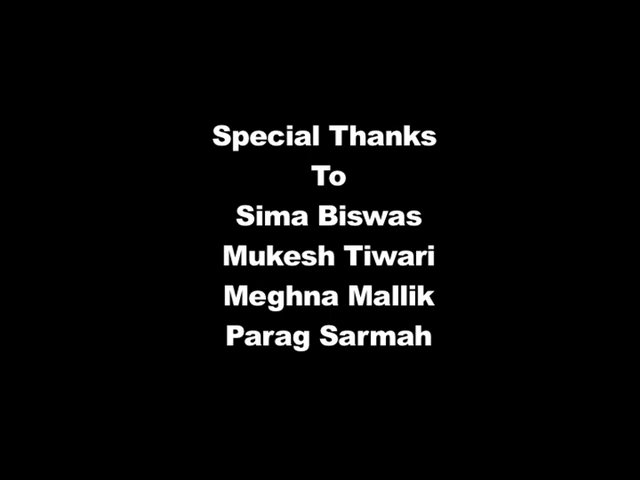 Special Thanks
To
Sima Biswas
Mukesh Tiwari
Meghna Mallik
Parag Sarmah